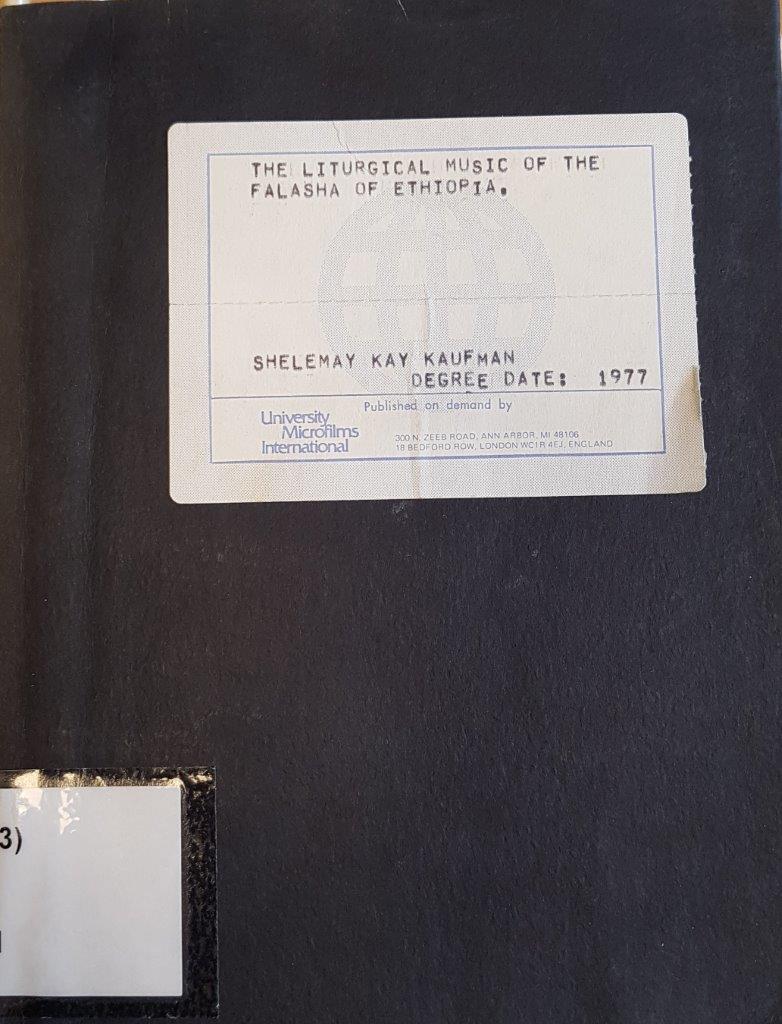 THE LITURGICAL MUSIC OF THE
FALASHA OF ETHIOPIA.
SHELEMAY KAY KAUFMAN
DEGREE DATE: 1977
Published on demand by
University
Microfilms
International
300 N. ZEEB ROAD, ANN ARBOR, MI 48106
18 BEDFORD ROW, LONDON WC1R 4EJ, ENGLAND
3)